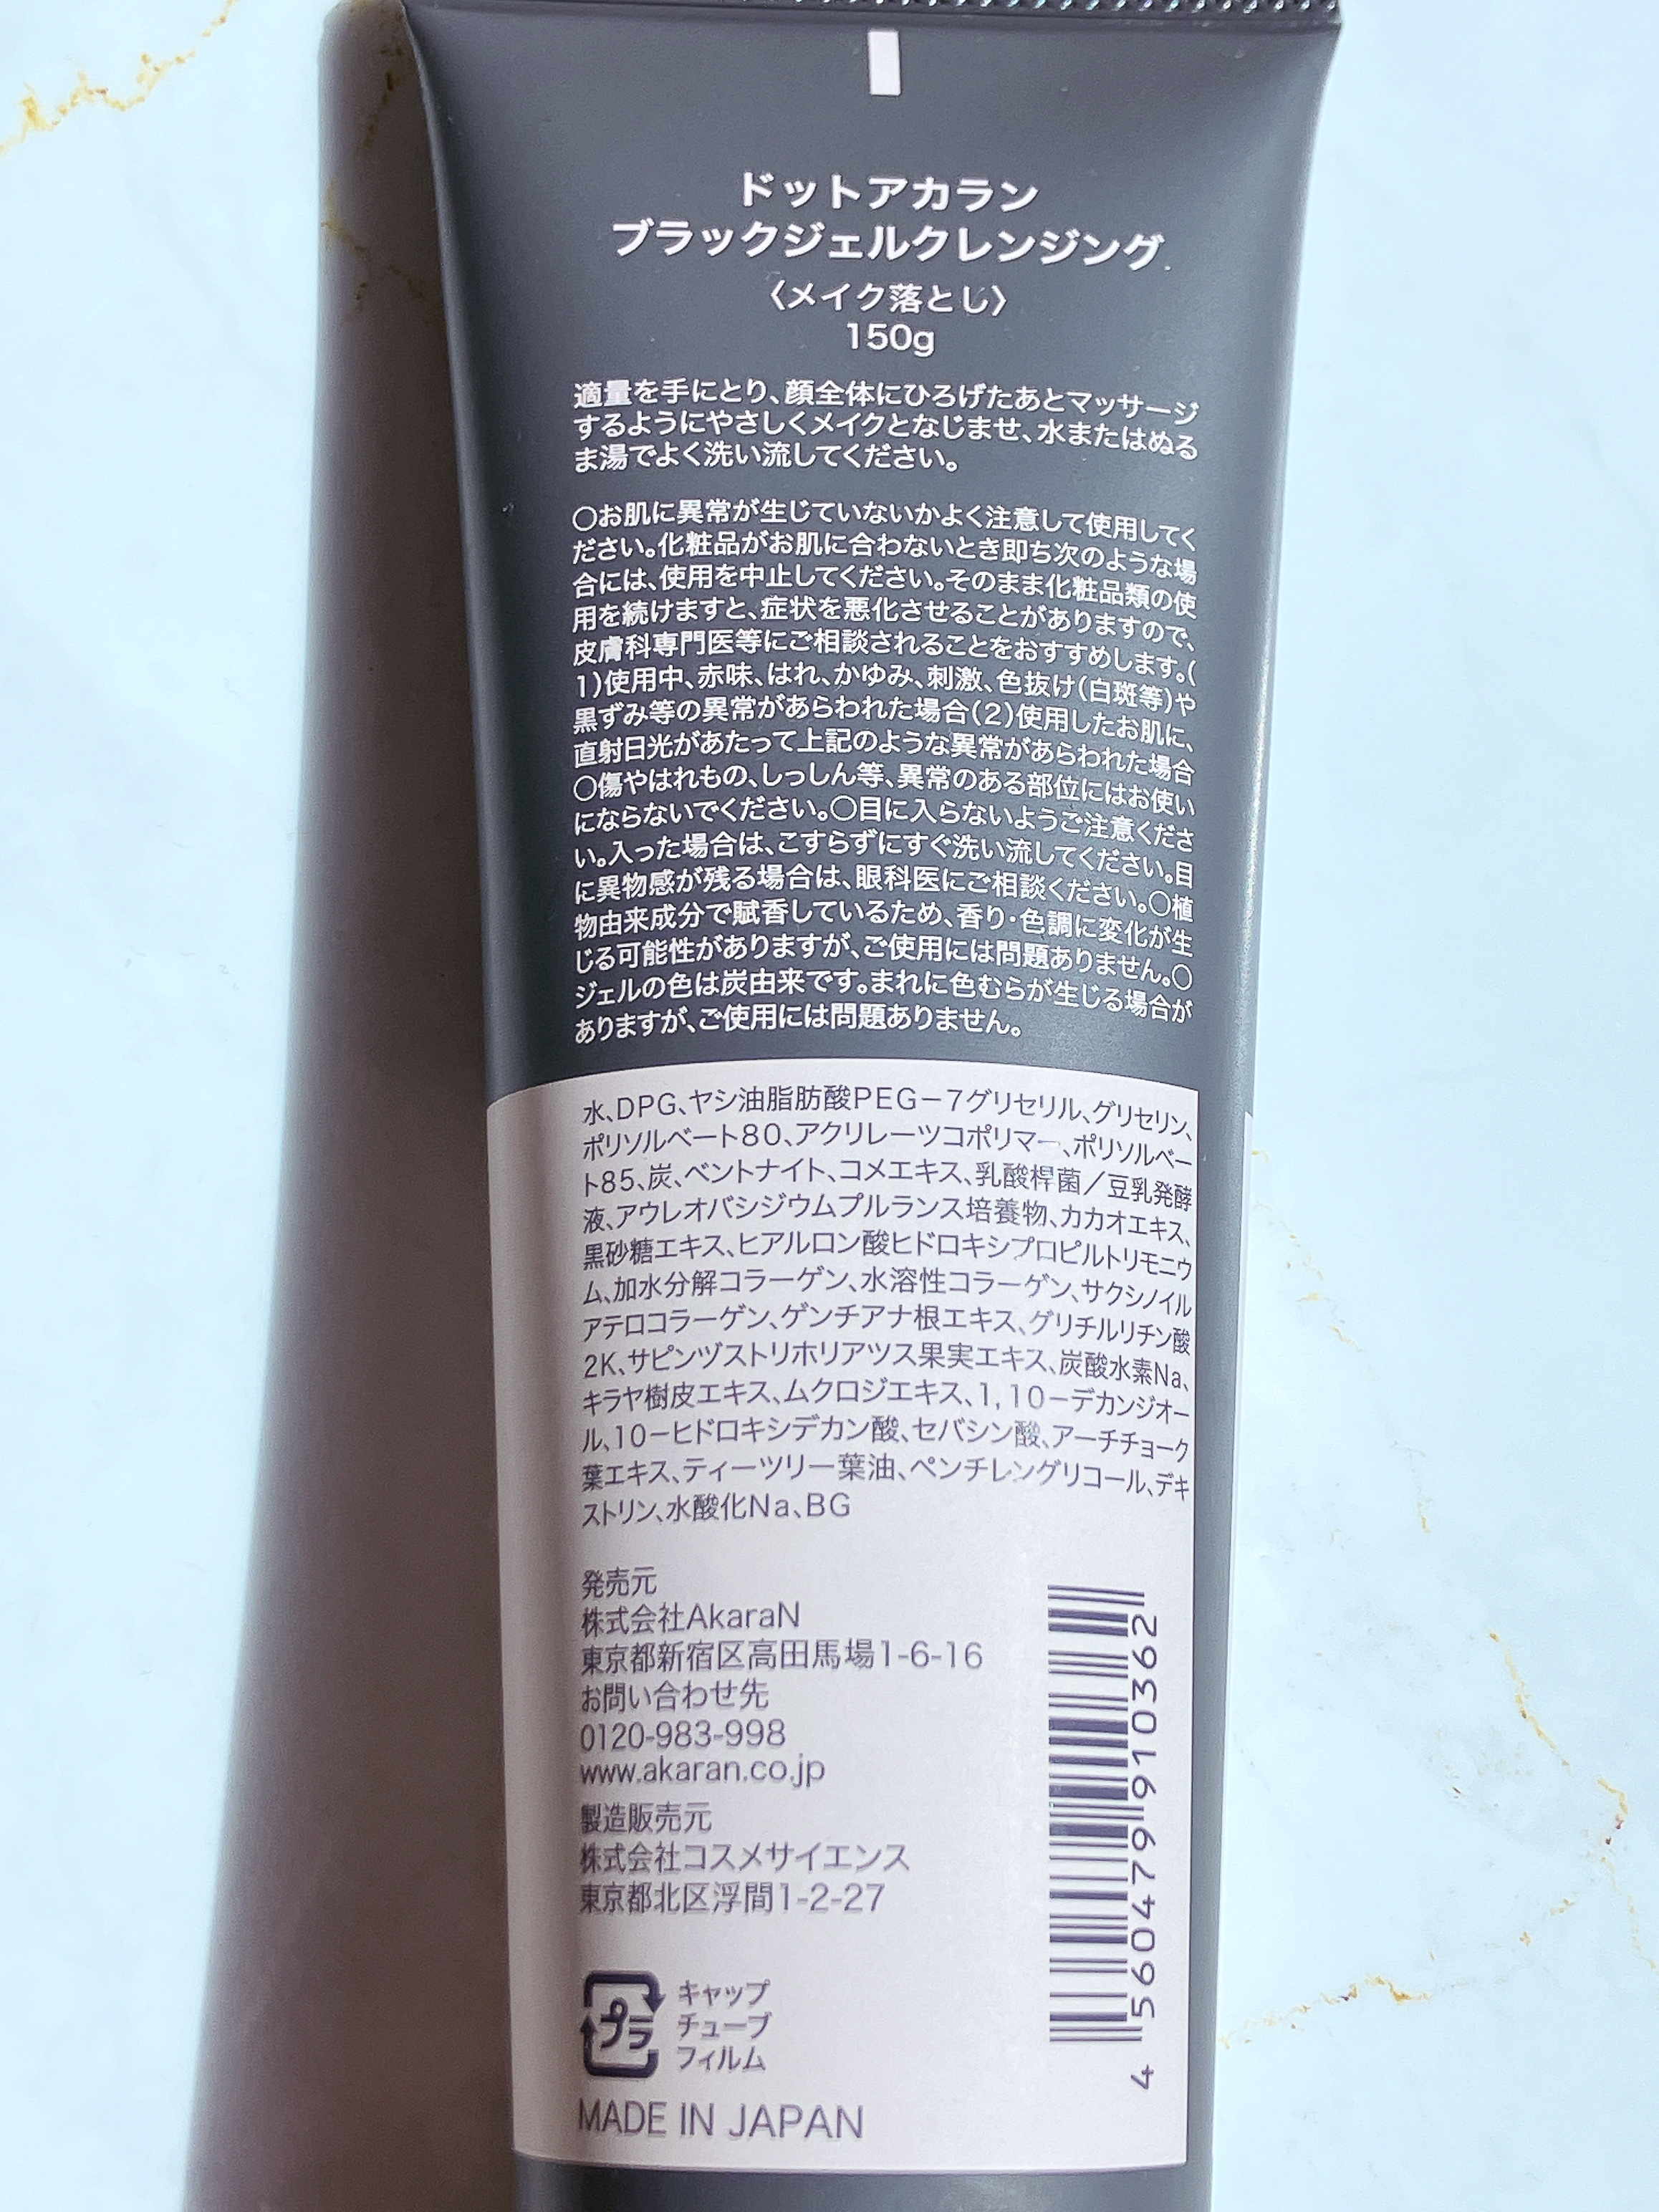 ドットアカラン
ブラックジェルクレンジング
〈メイク落とし〉
150g
適量を手にとり、顔全体にひろげたあとマッサージ
するようにやさしくメイクとなじませ、水またはぬる
ま湯でよく洗い流してください。
○お肌に異常が生じていないかよく注意して使用してく
ださい。化粧品がお肌に合わないとき即ち次のような場
合には、使用を中止してください。そのまま化粧品類の使
用を続けますと、症状を悪化させることがありますので、
皮膚科専門医等にご相談されることをおすすめします。(
1)使用中、赤味、はれ、かゆみ、刺激、色抜け(白斑等)や
黒ずみ等の異常があらわれた場合(2)使用したお肌に、
直射日光があたって上記のような異常があらわれた場合
○傷やはれもの、しっしん等、異常のある部位にはお使い
にならないでください。○目に入らないようご注意くださ
い。入った場合は、こすらずにすぐ洗い流してください。目
に異物感が残る場合は、眼科医にご相談ください。○植
物由来成分で賦香しているため、香り・色調に変化が生
じる可能性がありますが、ご使用には問題ありません。○
ジェルの色は炭由来です。まれに色むらが生じる場合が
ありますが、ご使用には問題ありません。
水、DPG、ヤシ油脂肪酸PEG－7グリセリル、グリセリン、
ポリソルベート80、アクリレーツコポリマー、ポリソルベー
ト85、炭、ベントナイト、コメエキス、乳酸桿菌／豆乳発酵
液、アウレオバシジウムプルランス培養物、カカオエキス、
黒砂糖エキス、ヒアルロン酸ヒドロキシプロピルトリモニウ
ム、加水分解コラーゲン、水溶性コラーゲン、サクシノイル
アテロコラーゲン、ゲンチアナ根エキス、グリチルリチン酸
2K、サピンヅストリホリアツス果実エキス、炭酸水素Na、
キラヤ樹皮エキス、ムクロジエキス、1,10－デカンジオー
ル、10－ヒドロキシデカン酸、セバシン酸、アーチチョーク
葉エキス、ティーツリー葉油、ペンチレングリコール、デキ
ストリン、水酸化Na、BG
発売元
株式会社AkaraN
東京都新宿区高田馬場1-6-16
お問い合わせ先
0120-983-998
www.akaran.co.jp
製造販売元
株式会社コスメサイエンス
東京都北区浮間1-2-27
プラ
キャップ
チューブ
フィルム
MADE IN JAPAN
4 560479 910362